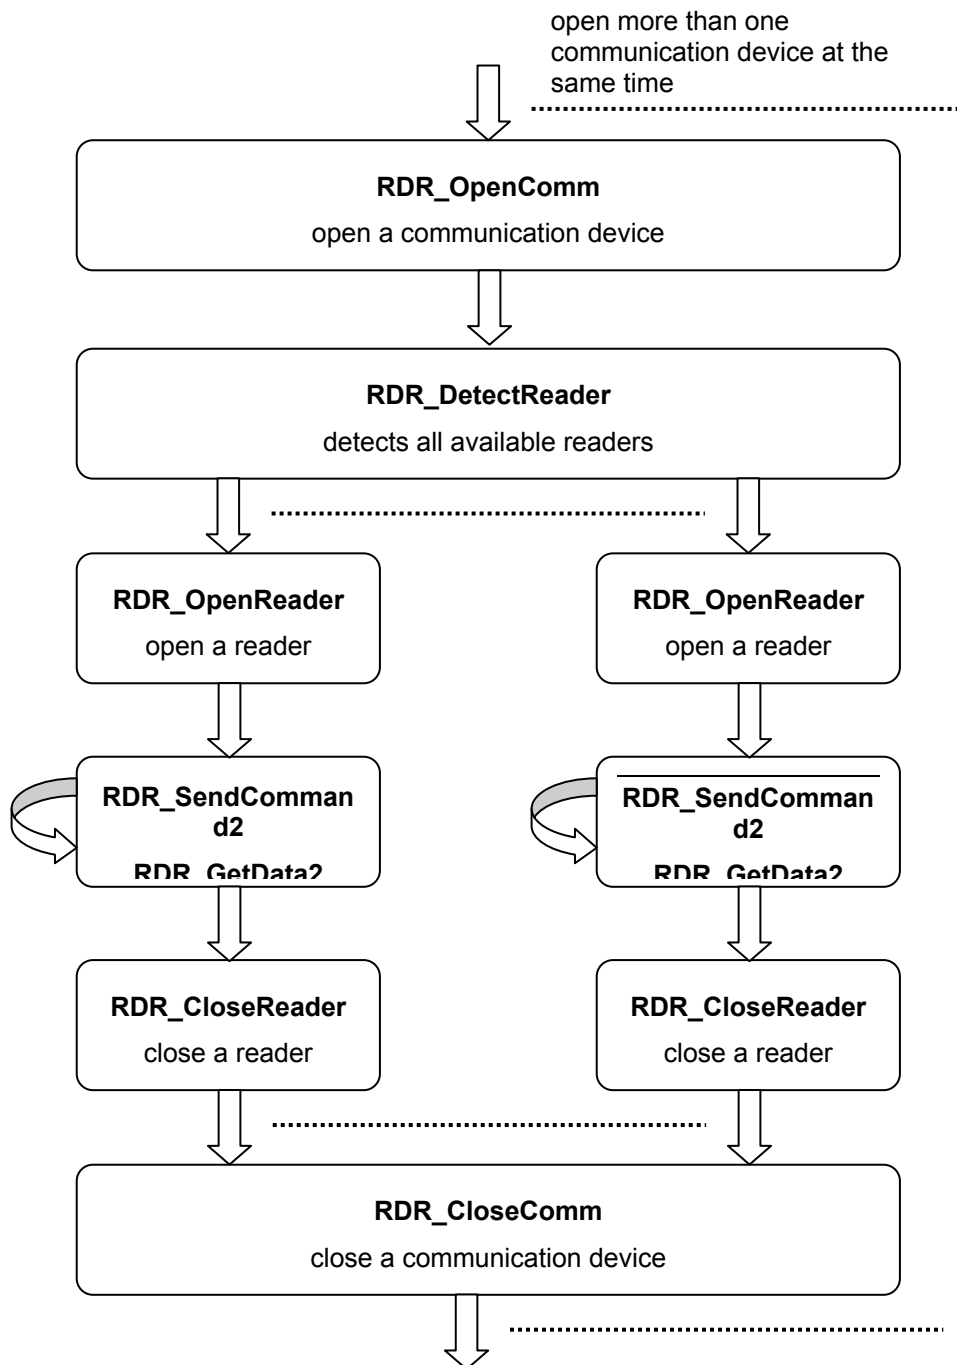 open more than one
communication device at the
same time
RDR_OpenComm
open a communication device
RDR_DetectReader
detects all available readers
RDR_OpenReader
open a reader
RDR_OpenReader
open a reader
RDR_SendComman
d2
RDR_GetData2
RDR_SendComman
d2
RDR_GetData2
RDR_CloseReader
close a reader
RDR_CloseReader
close a reader
RDR_CloseComm
close a communication device